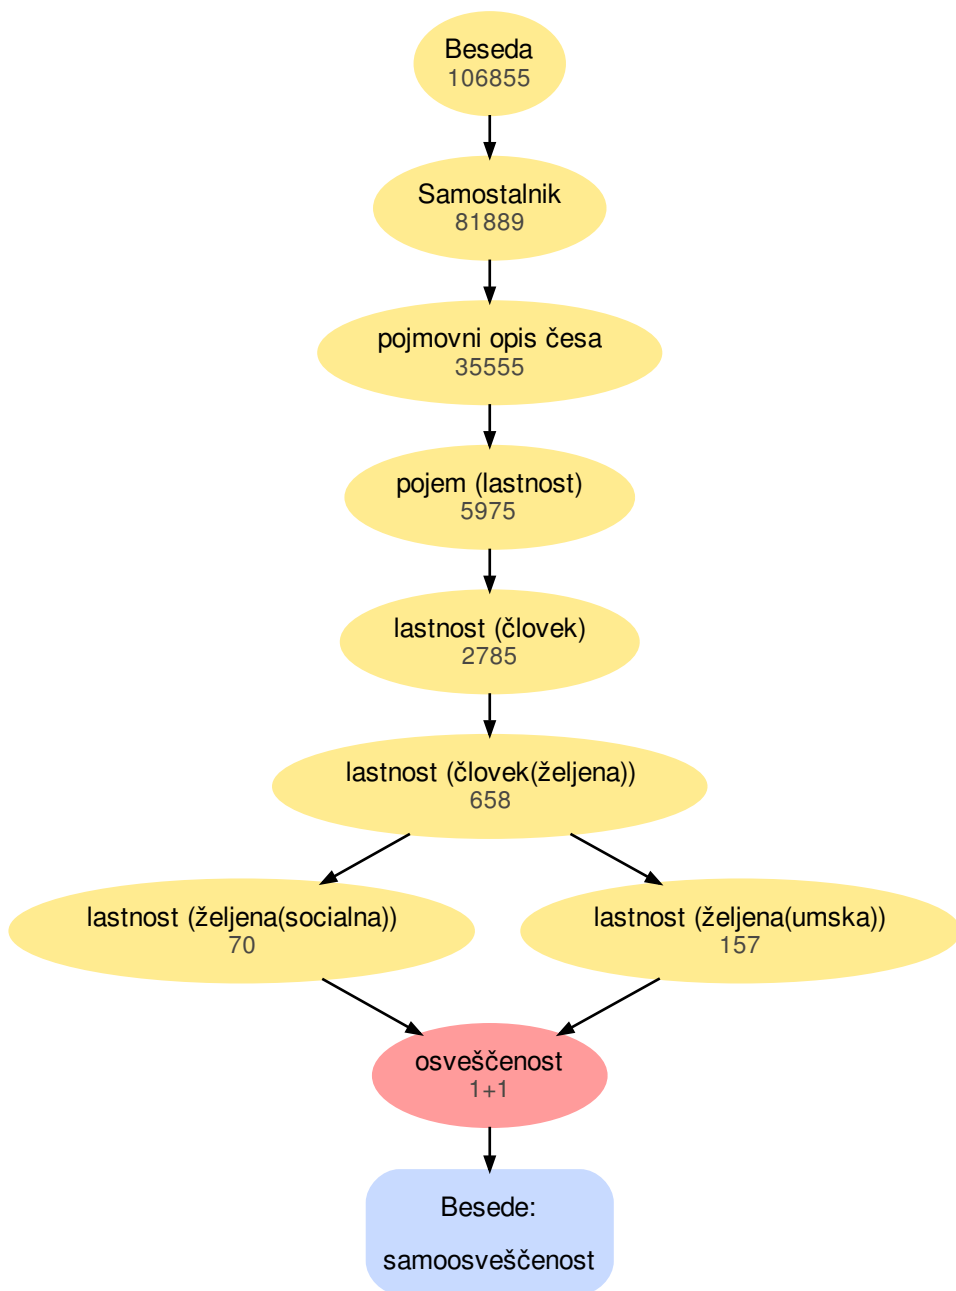 Beseda
106855
Samostalnik
81889
pojmovni opis česa
35555
pojem (lastnost)
5975
lastnost (človek)
2785
lastnost (človek(željena))
658
lastnost (željena(socialna))
70
lastnost (željena(umska))
157
osveščenost
1+1
Besede:
samoosveščenost